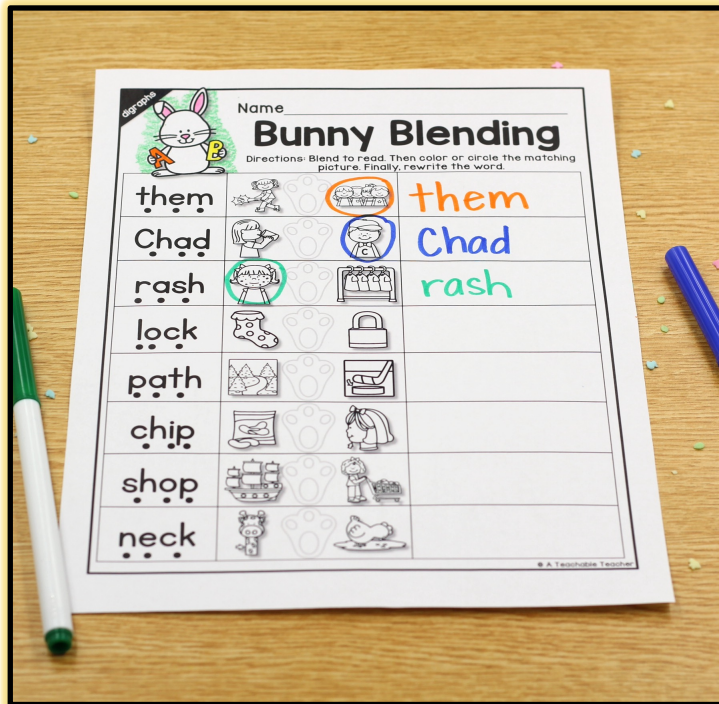 digraphs
Name
Bunny Blending
Directions: Blend to read. Then color or circle the matching
picture. Finally, rewrite the word.
A B
them them
Chad C Chad
rash rash
lock
path
chip
shop
neck
© A Teachable Teacher